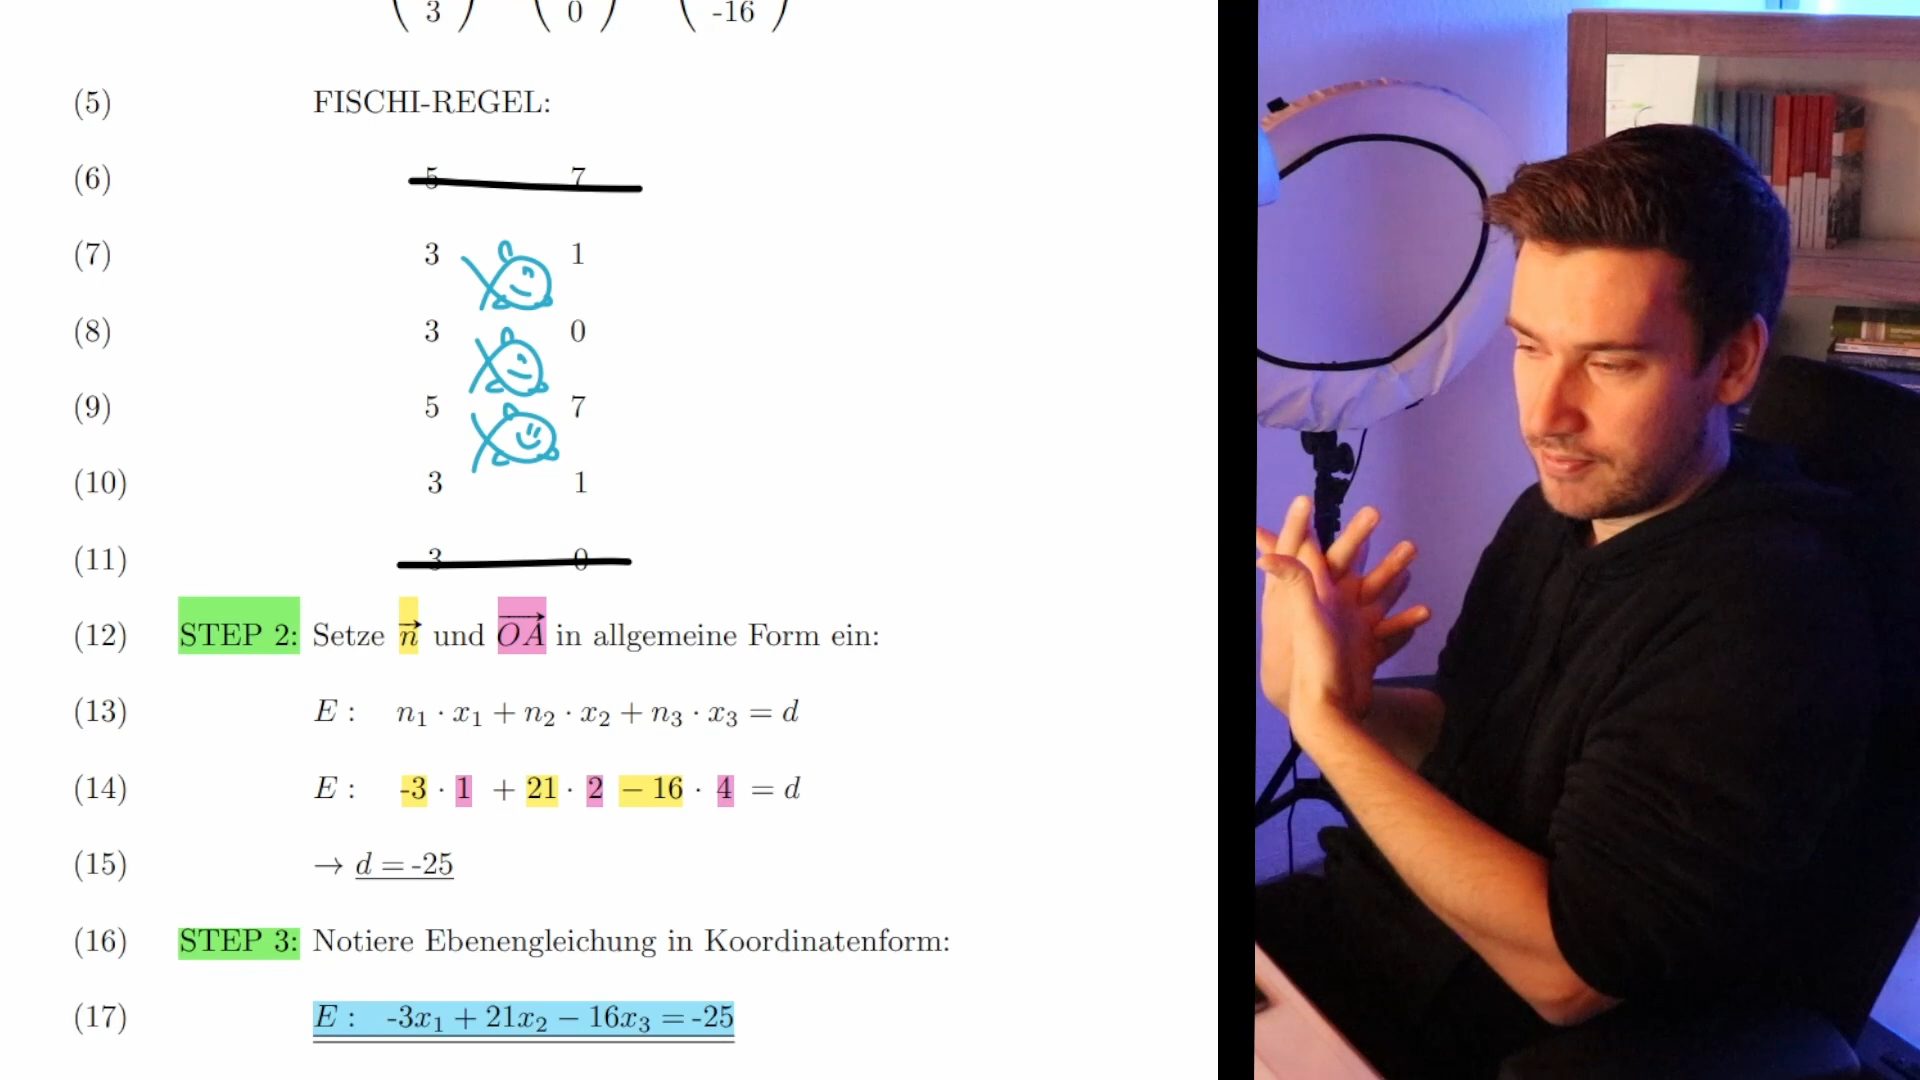 3 0 -16
(5) FISCHI-REGEL:
(6) 5 7
(7) 3 1
(8) 3 0
(9) 5 7
(10) 3 1
(11) 3 0
(12) STEP 2: Setze n⃗ und O⃗A⃗ in allgemeine Form ein:
(13) E : n₁ · x₁ + n₂ · x₂ + n₃ · x₃ = d
(14) E : -3 · 1 + 21 · 2 − 16 · 4 = d
(15) → d = -25
(16) STEP 3: Notiere Ebenengleichung in Koordinatenform:
(17) E : -3x₁ + 21x₂ − 16x₃ = -25